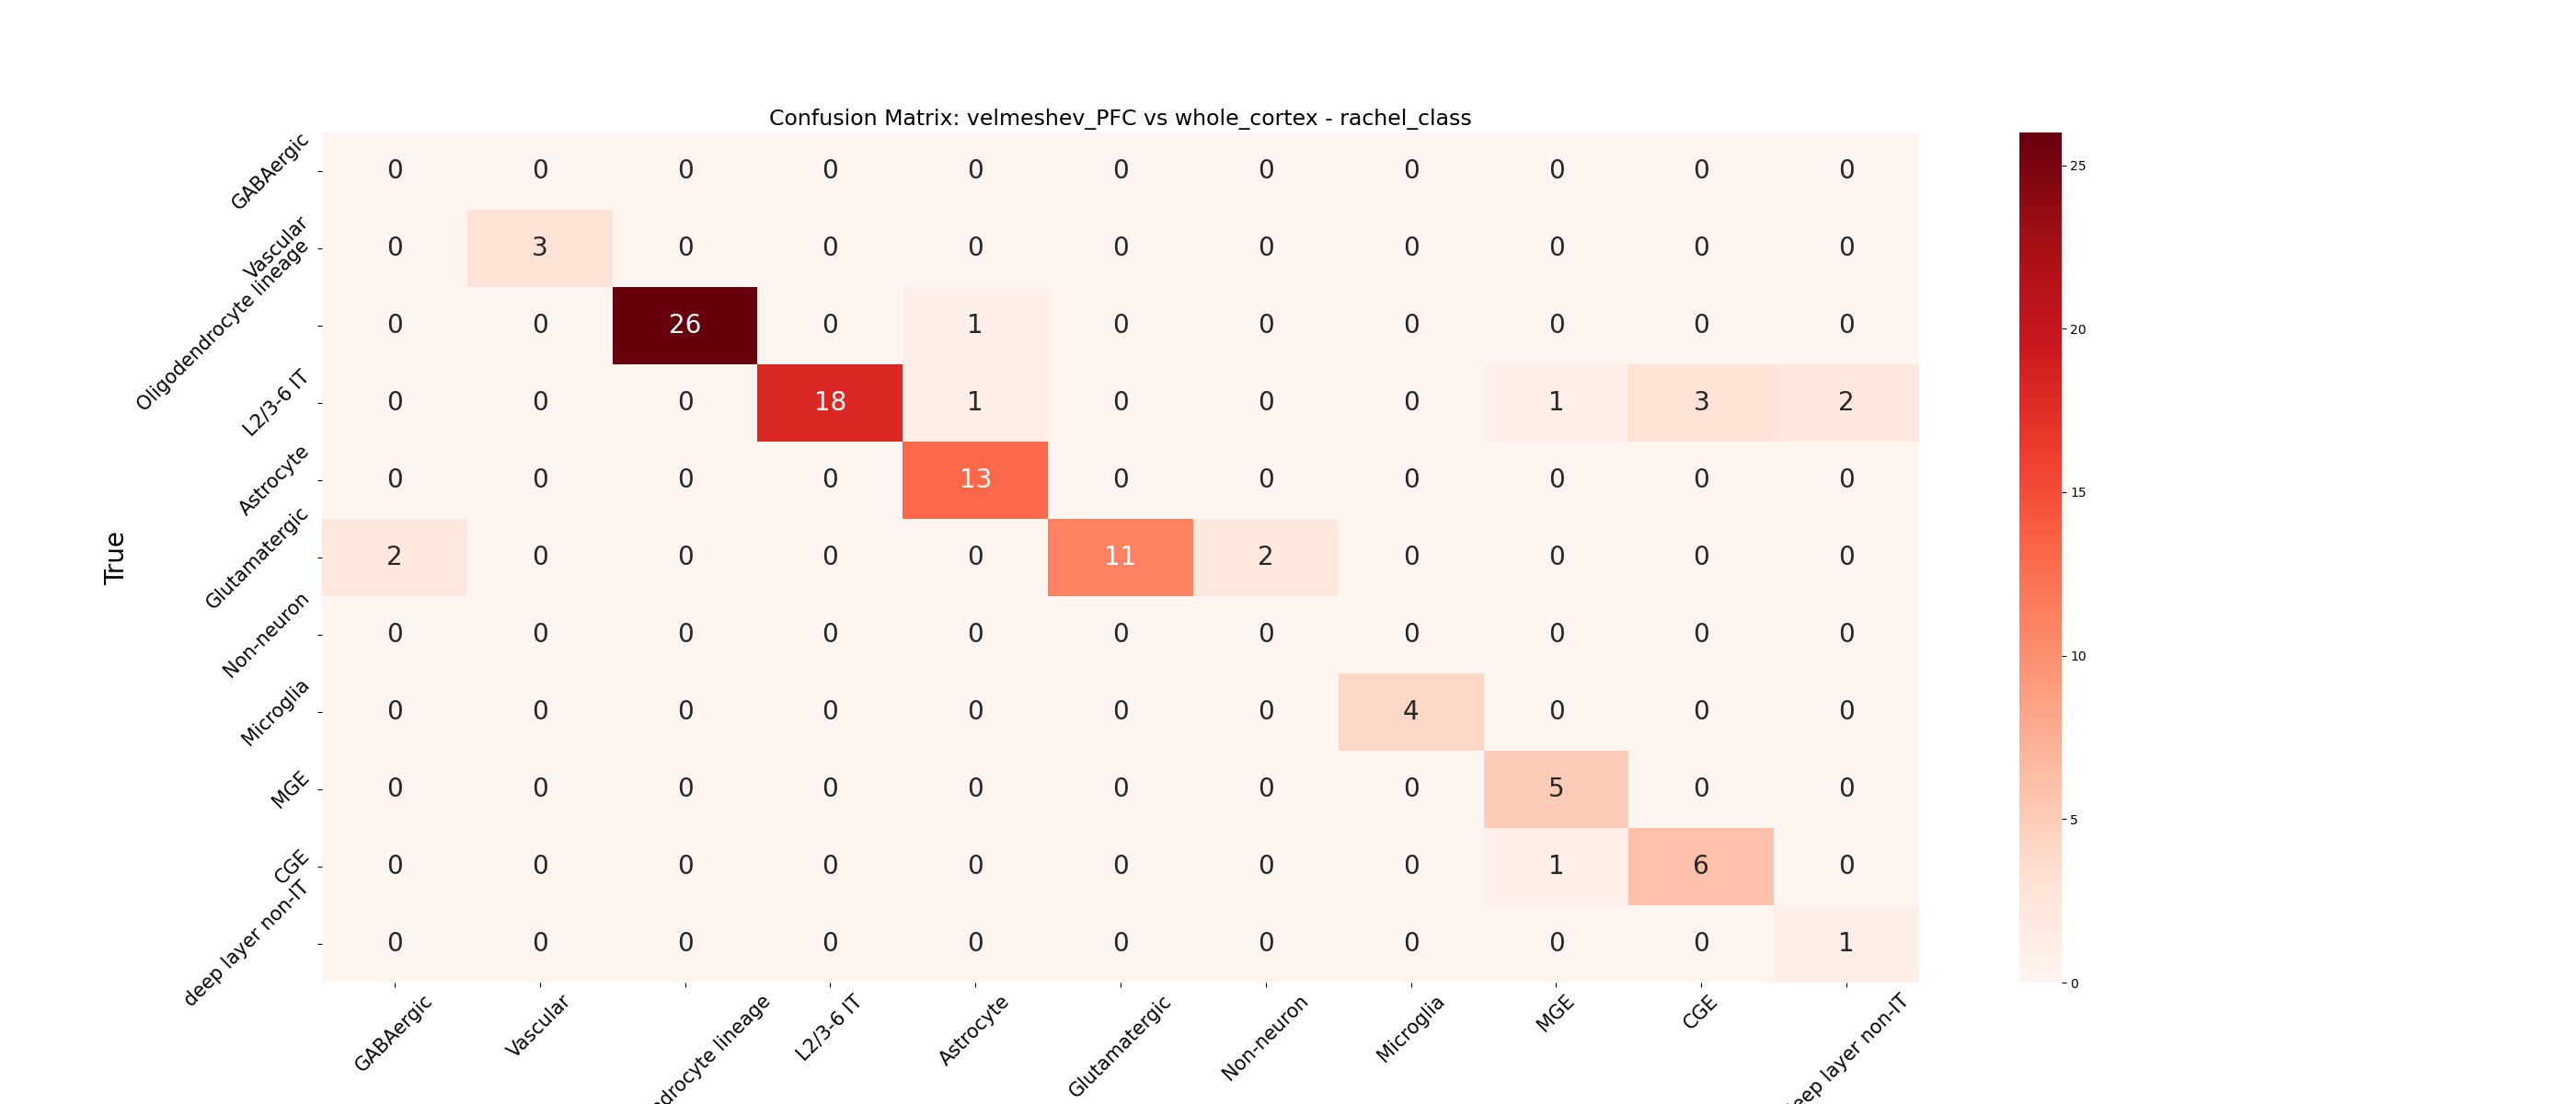 Confusion Matrix: velmeshev_PFC vs whole_cortex - rachel_class
True
GABAergic 0 0 0 0 0 0 0 0 0 0 0
Vascular 0 3 0 0 0 0 0 0 0 0 0
Oligodendrocyte lineage 0 0 26 0 1 0 0 0 0 0 0
L2/3-6 IT 0 0 0 18 1 0 0 0 1 3 2
Astrocyte 0 0 0 0 13 0 0 0 0 0 0
Glutamatergic 2 0 0 0 0 11 2 0 0 0 0
Non-neuron 0 0 0 0 0 0 0 0 0 0 0
Microglia 0 0 0 0 0 0 0 4 0 0 0
MGE 0 0 0 0 0 0 0 0 5 0 0
CGE 0 0 0 0 0 0 0 0 1 6 0
deep layer non-IT 0 0 0 0 0 0 0 0 0 0 1
GABAergic Vascular lineage L2/3-6 IT Astrocyte Glutamatergic Non-neuron Microglia MGE CGE layer non-IT
25
20
15
10
5
0